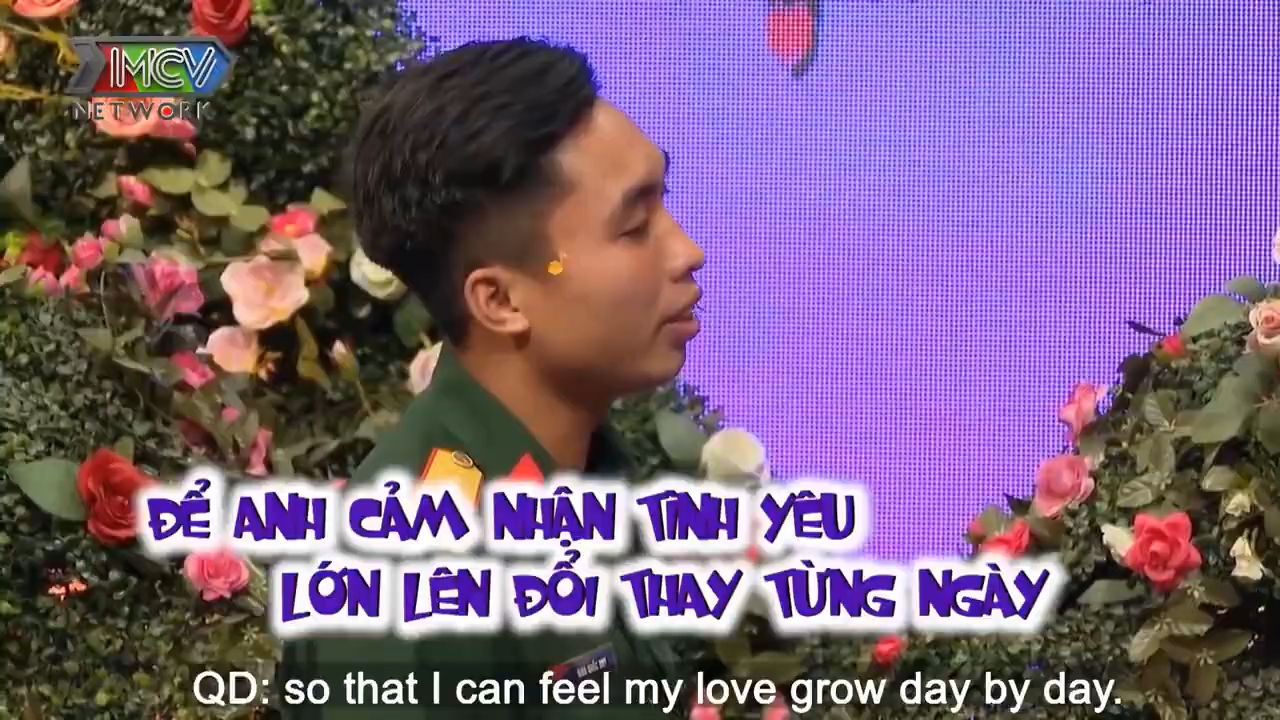 MCV
NETWORK
ĐỂ ANH CẢM NHẬN TÌNH YÊU
LỚN LÊN ĐỔI THAY TỪNG NGÀY
QD: so that I can feel my love grow day by day.